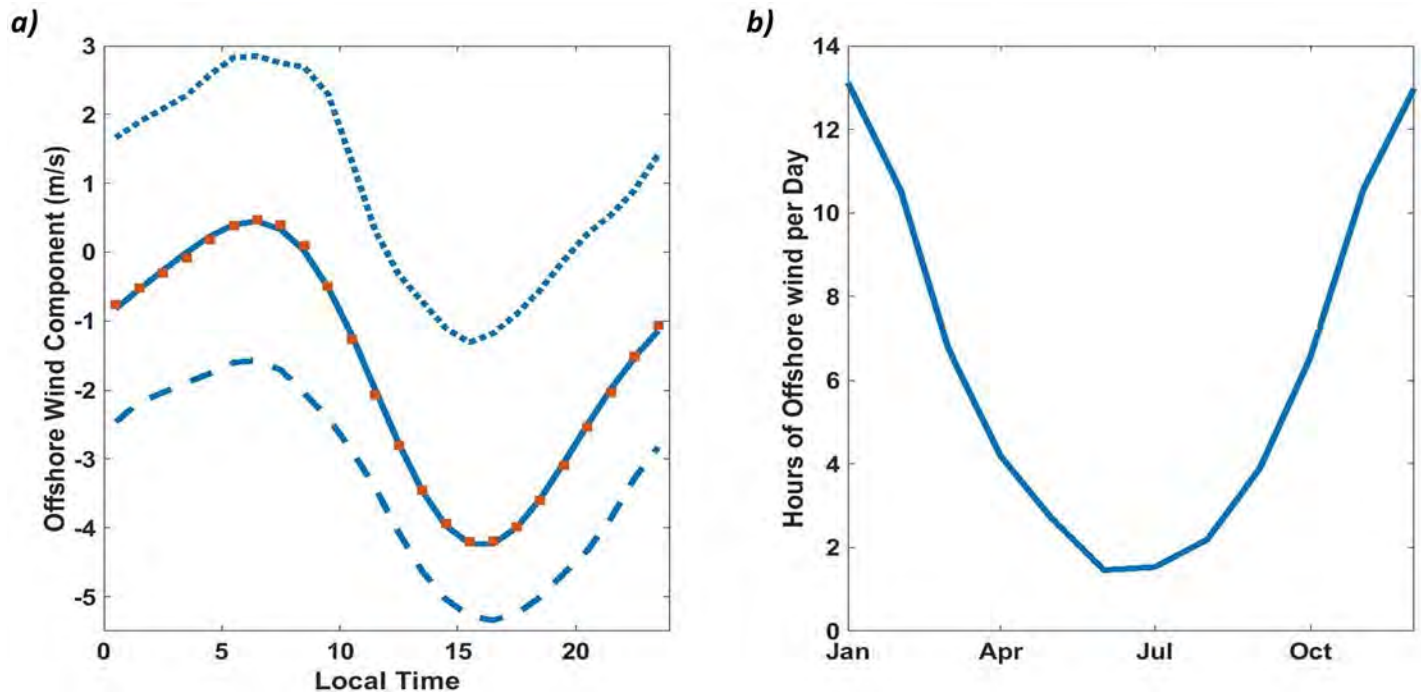 a)
Offshore Wind Component (m/s)
3
2
1
0
-1
-2
-3
-4
-5
0 5 10 15 20
Local Time
b)
Hours of Offshore wind per Day
14
12
10
8
6
4
2
0
Jan Apr Jul Oct